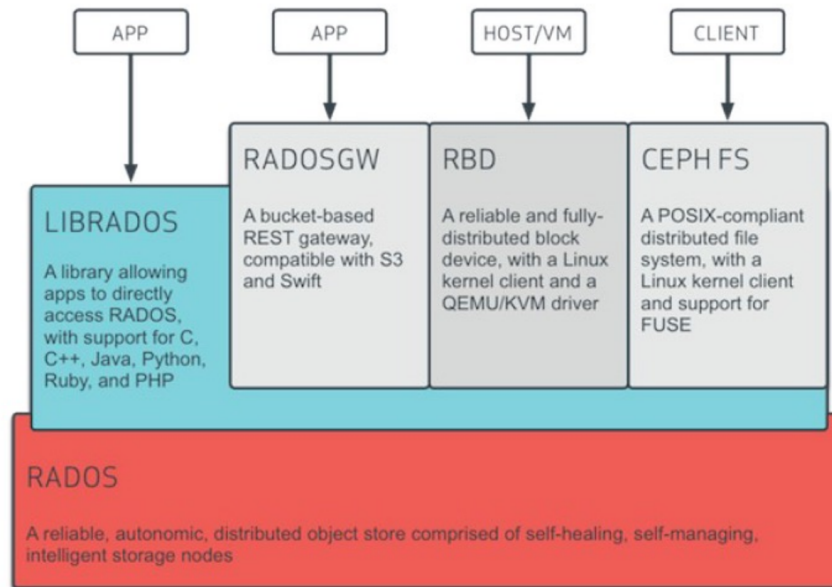 APP
APP
HOST/VM
CLIENT
LIBRADOS
A library allowing
apps to directly
access RADOS,
with support for C,
C++, Java, Python,
Ruby, and PHP
RADOSGW
A bucket-based
REST gateway,
compatible with S3
and Swift
RBD
A reliable and fully-
distributed block
device, with a Linux
kernel client and a
QEMU/KVM driver
CEPH FS
A POSIX-compliant
distributed file
system, with a
Linux kernel client
and support for
FUSE
RADOS
A reliable, autonomic, distributed object store comprised of self-healing, self-managing,
intelligent storage nodes